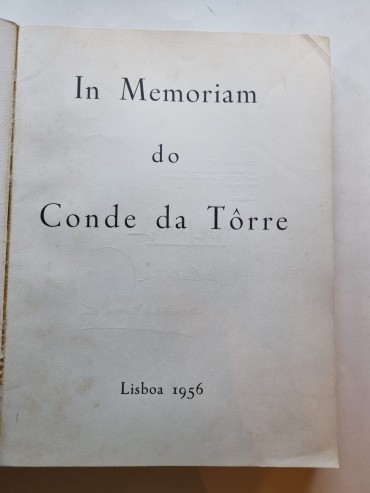 In Memoriam
do
Conde da Tôrre
Lisboa 1956